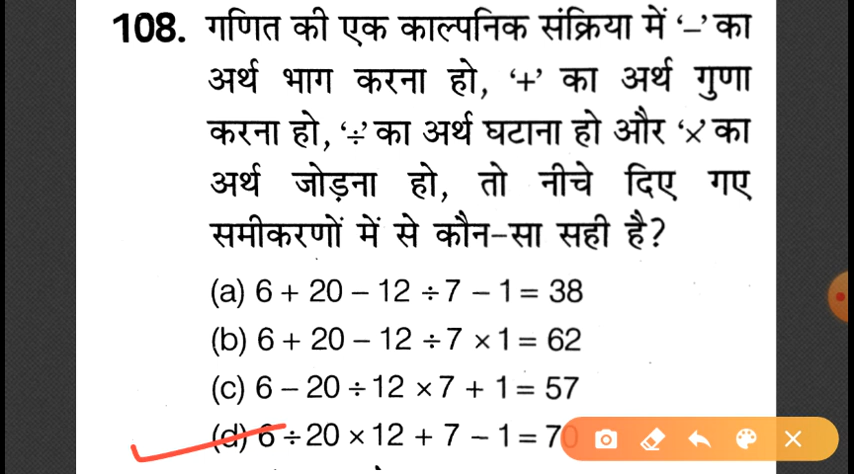 108. गणित की एक काल्पनिक संक्रिया में ‘–’ का
अर्थ भाग करना हो, ‘+’ का अर्थ गुणा
करना हो, ‘÷’ का अर्थ घटाना हो और ‘×’ का
अर्थ जोड़ना हो, तो नीचे दिए गए
समीकरणों में से कौन-सा सही है?
(a) 6 + 20 – 12 ÷ 7 – 1 = 38
(b) 6 + 20 – 12 ÷ 7 × 1 = 62
(c) 6 – 20 ÷ 12 × 7 + 1 = 57
(d) 6 ÷ 20 × 12 + 7 – 1 = 70